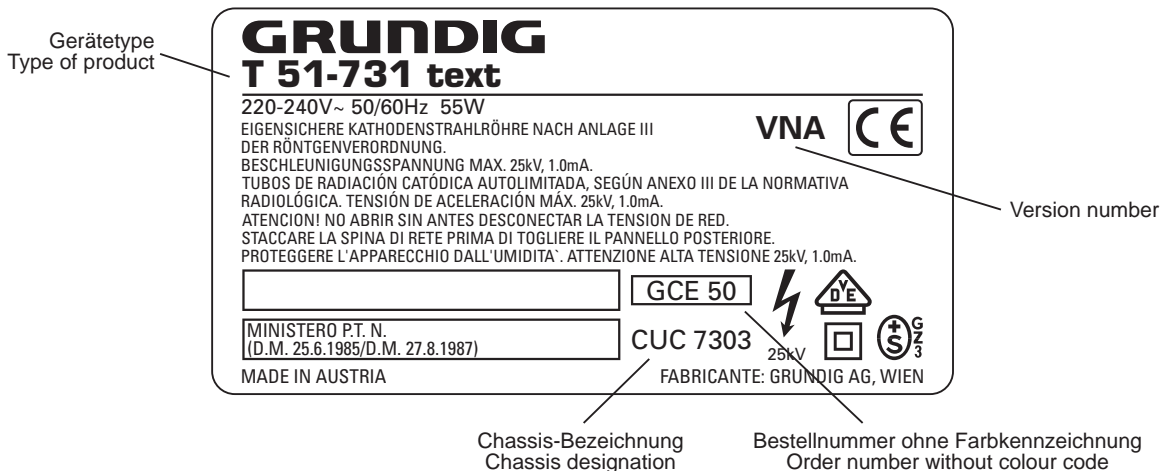 Gerätetype
Type of product
GRUNDIG
T 51-731 text
220-240V~ 50/60Hz 55W
EIGENSICHERE KATHODENSTRAHLRÖHRE NACH ANLAGE III
DER RÖNTGENVERORDNUNG.
BESCHLEUNIGUNGSSPANNUNG MAX. 25kV, 1.0mA.
TUBOS DE RADIACIÓN CATÓDICA AUTOLIMITADA, SEGÚN ANEXO III DE LA NORMATIVA
RADIOLÓGICA. TENSIÓN DE ACELERACIÓN MÁX. 25kV, 1.0mA.
ATENCION! NO ABRIR SIN ANTES DESCONECTAR LA TENSION DE RED.
STACCARE LA SPINA DI RETE PRIMA DI TOGLIERE IL PANNELLO POSTERIORE.
PROTEGGERE L'APPARECCHIO DALL'UMIDITA`. ATTENZIONE ALTA TENSIONE 25kV, 1.0mA.
VNA
CE
Version number
GCE 50
DVE
MINISTERO P.T. N.
(D.M. 25.6.1985/D.M. 27.8.1987)
CUC 7303
25kV
+S
GZ3
MADE IN AUSTRIA
FABRICANTE: GRUNDIG AG, WIEN
Chassis-Bezeichnung
Chassis designation
Bestellnummer ohne Farbkennzeichnung
Order number without colour code